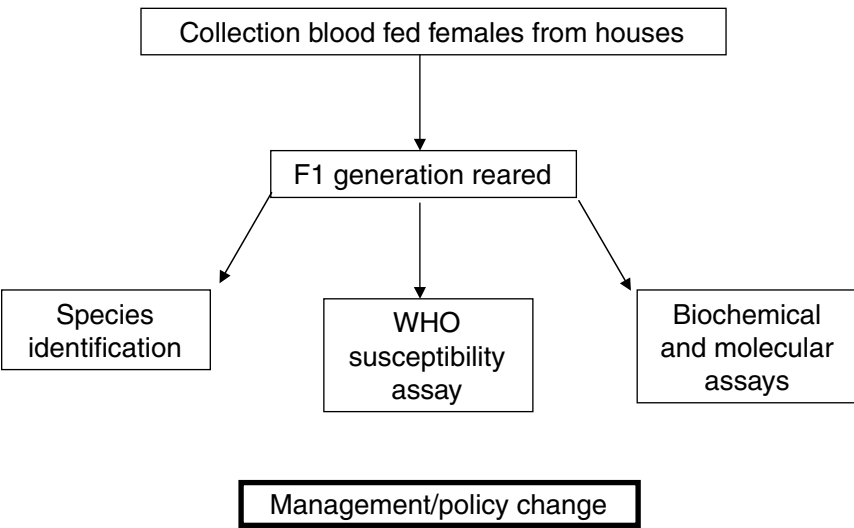 Collection blood fed females from houses
F1 generation reared
Species
identification
WHO
susceptibility
assay
Biochemical
and molecular
assays
Management/policy change